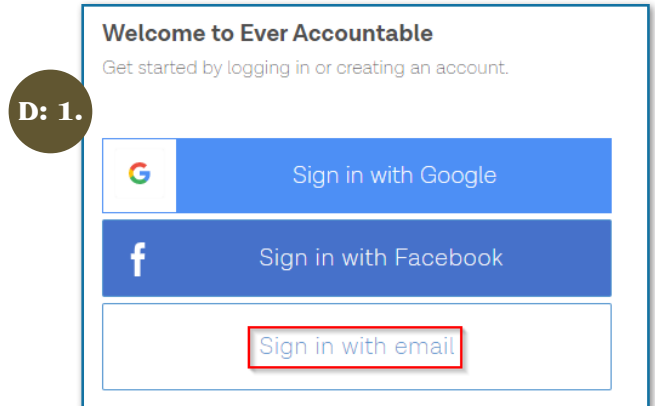 Welcome to Ever Accountable
Get started by logging in or creating an account.
D: 1.
G
Sign in with Google
f
Sign in with Facebook
Sign in with email